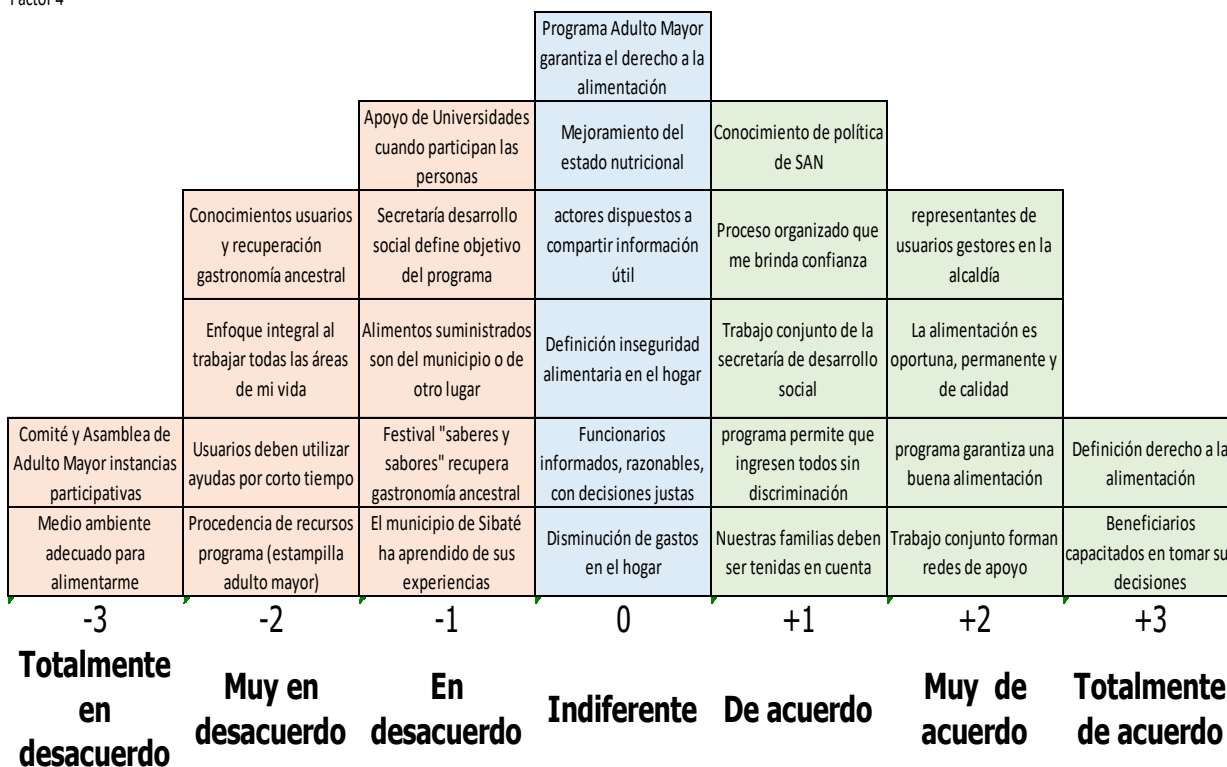 Factor 4
Programa Adulto Mayor
garantiza el derecho a la
alimentación
Apoyo de Universidades
cuando participan las
personas
Mejoramiento del
estado nutricional
Conocimiento de política
de SAN
Conocimientos usuarios
y recuperación
gastronomía ancestral
Secretaría desarrollo
social define objetivo
del programa
actores dispuestos a
compartir información
útil
Proceso organizado que
me brinda confianza
representantes de
usuarios gestores en la
alcaldía
Enfoque integral al
trabajar todas las áreas
de mi vida
Alimentos suministrados
son del municipio o de
otro lugar
Definición inseguridad
alimentaria en el hogar
Trabajo conjunto de la
secretaría de desarrollo
social
La alimentación es
oportuna, permanente y
de calidad
Comité y Asamblea de
Adulto Mayor instancias
participativas
Usuarios deben utilizar
ayudas por corto tiempo
Festival "saberes y
sabores" recupera
gastronomía ancestral
Funcionarios
informados, razonables,
con decisiones justas
programa permite que
ingresen todos sin
discriminación
programa garantiza una
buena alimentación
Definición derecho a la
alimentación
Medio ambiente
adecuado para
alimentarme
Procedencia de recursos
programa (estampilla
adulto mayor)
El municipio de Sibaté
ha aprendido de sus
experiencias
Disminución de gastos
en el hogar
Nuestras familias deben
ser tenidas en cuenta
Trabajo conjunto forman
redes de apoyo
Beneficiarios
capacitados en tomar sus
decisiones
-3
-2
-1
0
+1
+2
+3
Totalmente
en
desacuerdo
Muy en
desacuerdo
En
desacuerdo
Indiferente
De acuerdo
Muy de
acuerdo
Totalmente
de acuerdo